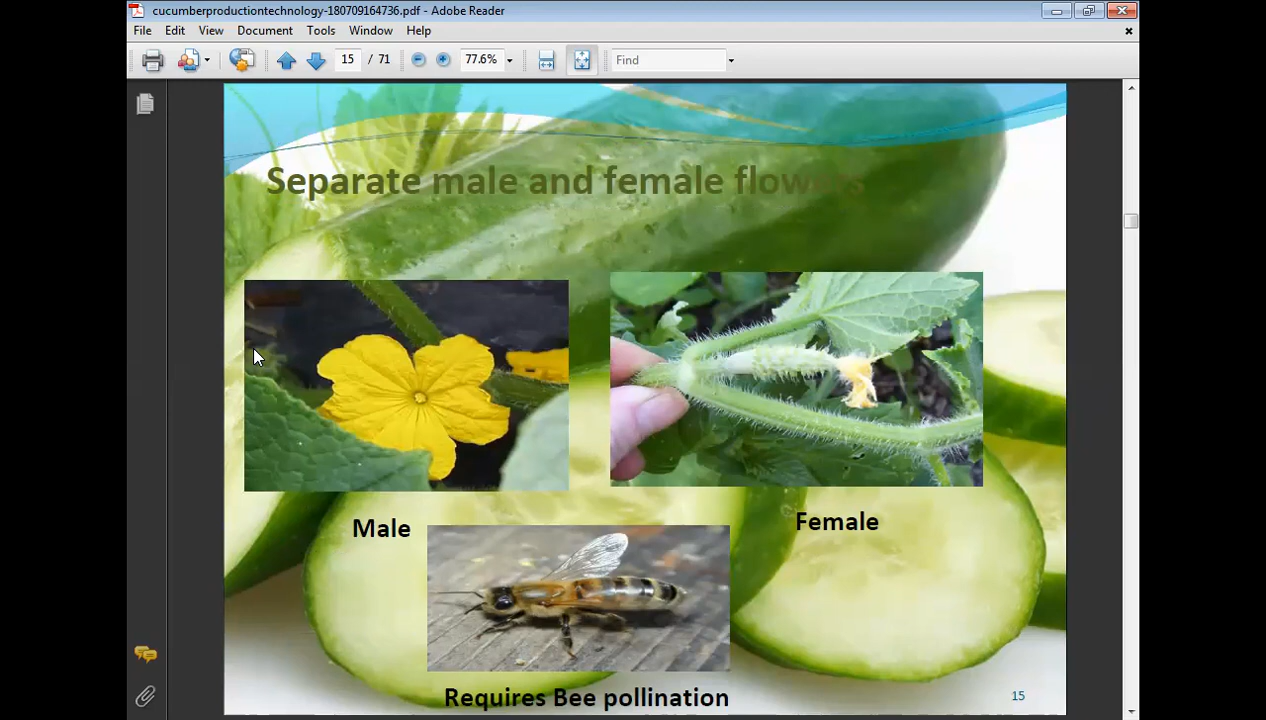 cucumberproductiontechnology-180709164736.pdf - Adobe Reader
File Edit View Document Tools Window Help
15 / 71 77.6% Find
Separate male and female flowers
Male
Female
Requires Bee pollination
15